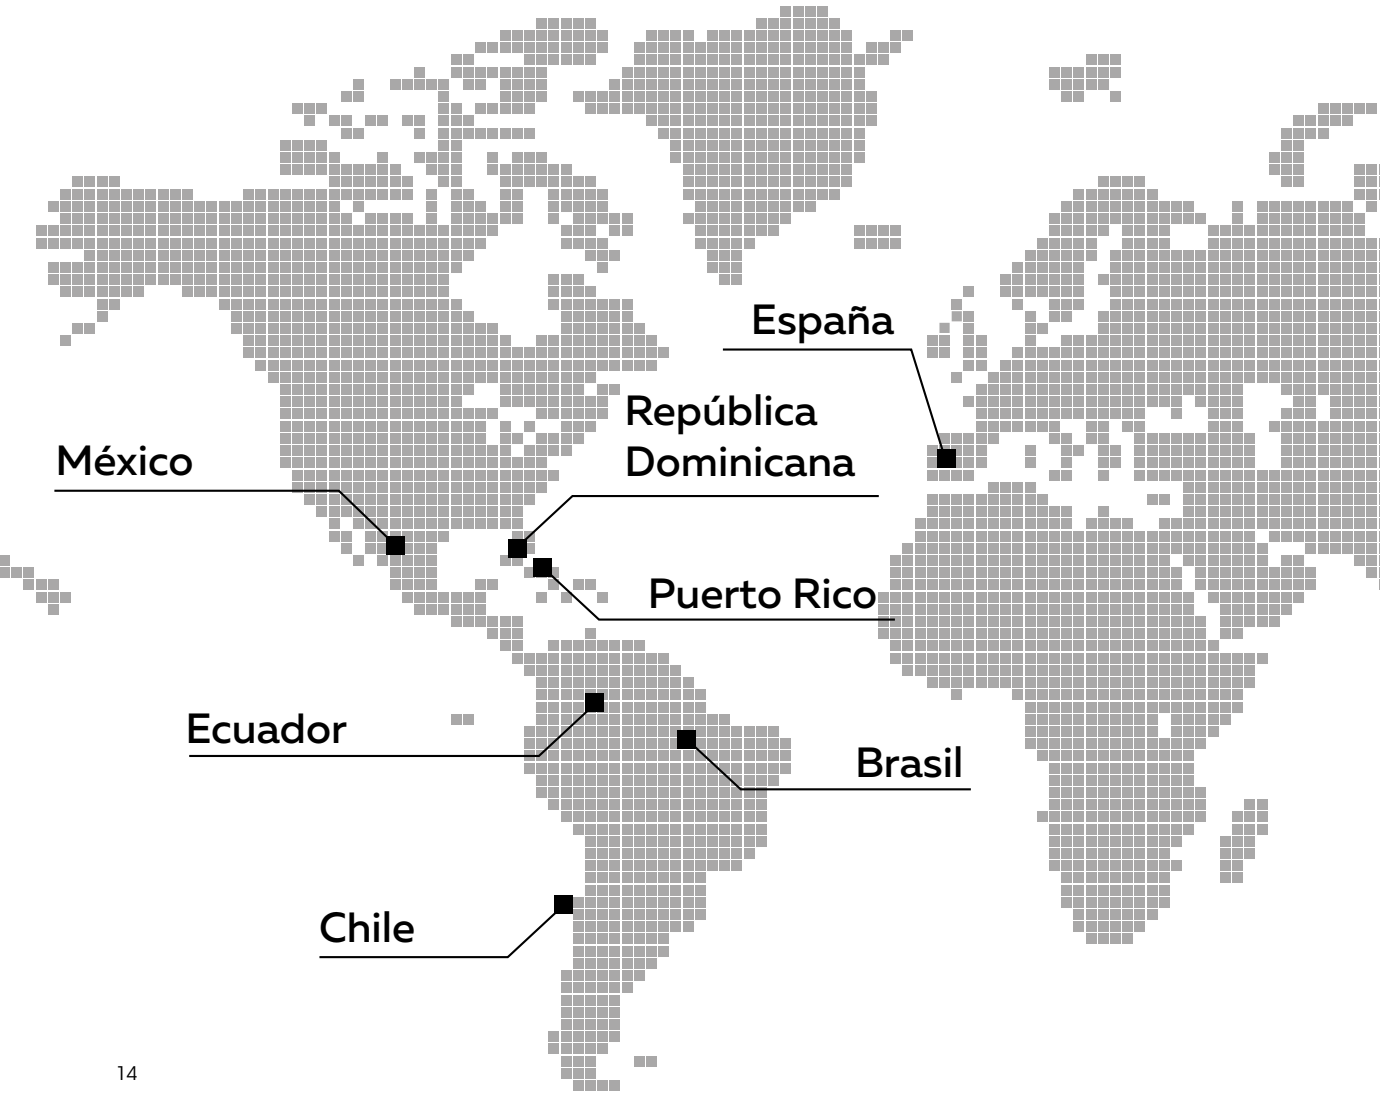 España
República
Dominicana
México
Puerto Rico
Ecuador
Brasil
Chile
14